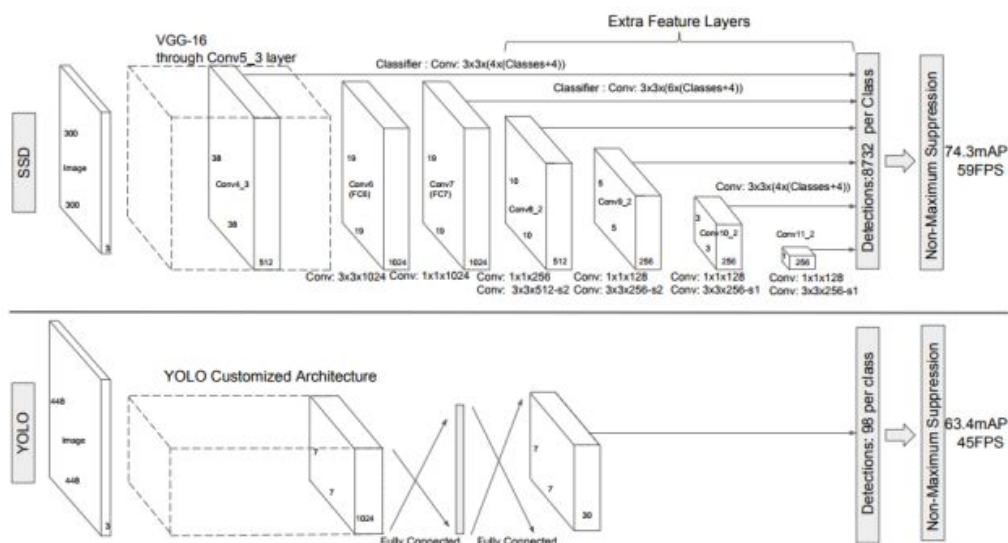 Extra Feature Layers
VGG-16
through Conv5_3 layer
Classifier : Conv: 3x3x(4x(Classes+4))
Classifier : Conv: 3x3x(6x(Classes+4))
SSD
300
Image
300
3
38
Conv4_3
38
512
19
Conv6
(FC6)
19
1024
19
Conv7
(FC7)
19
1024
10
Conv8_2
10
512
5
Conv9_2
5
256
Conv: 3x3x(4x(Classes+4))
3
Conv10_2
3
256
Conv11_2
1
256
Detections:8732 per Class
Non-Maximum Suppression
74.3mAP
59FPS
Conv: 3x3x1024
Conv: 1x1x1024
Conv: 1x1x256
Conv: 3x3x512-s2
Conv: 1x1x128
Conv: 3x3x256-s2
Conv: 1x1x128
Conv: 3x3x256-s1
Conv: 1x1x128
Conv: 3x3x256-s1
YOLO
448
Image
448
3
YOLO Customized Architecture
7
7
1024
Fully Connected
Fully Connected
7
7
30
Detections: 98 per class
Non-Maximum Suppression
63.4mAP
45FPS